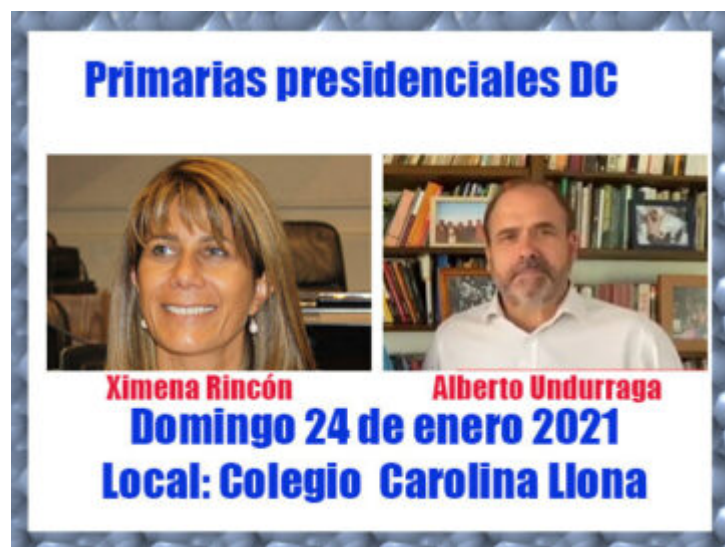 Primarias presidenciales DC
Ximena Rincón Alberto Undurraga
Domingo 24 de enero 2021
Local: Colegio Carolina Llona